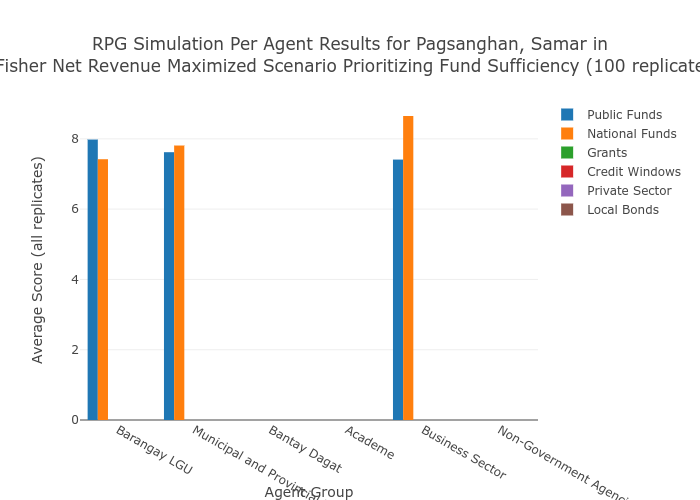 RPG Simulation Per Agent Results for Pagsanghan, Samar in
Fisher Net Revenue Maximized Scenario Prioritizing Fund Sufficiency (100 replicate
Public Funds
National Funds
Grants
Credit Windows
Private Sector
Local Bonds
Average Score (all replicates)
8
6
4
2
0
Barangay LGU
Municipal and
Bantay Dagat
Academe
Business Sector
Non-Government
Agent Group